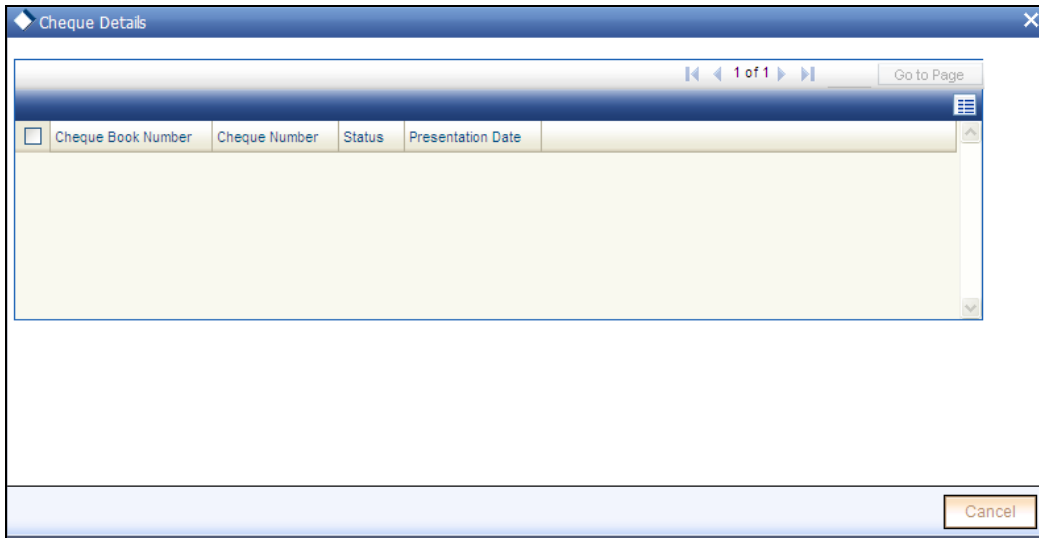 Cheque Details
1 of 1 Go to Page
Cheque Book Number Cheque Number Status Presentation Date
Cancel